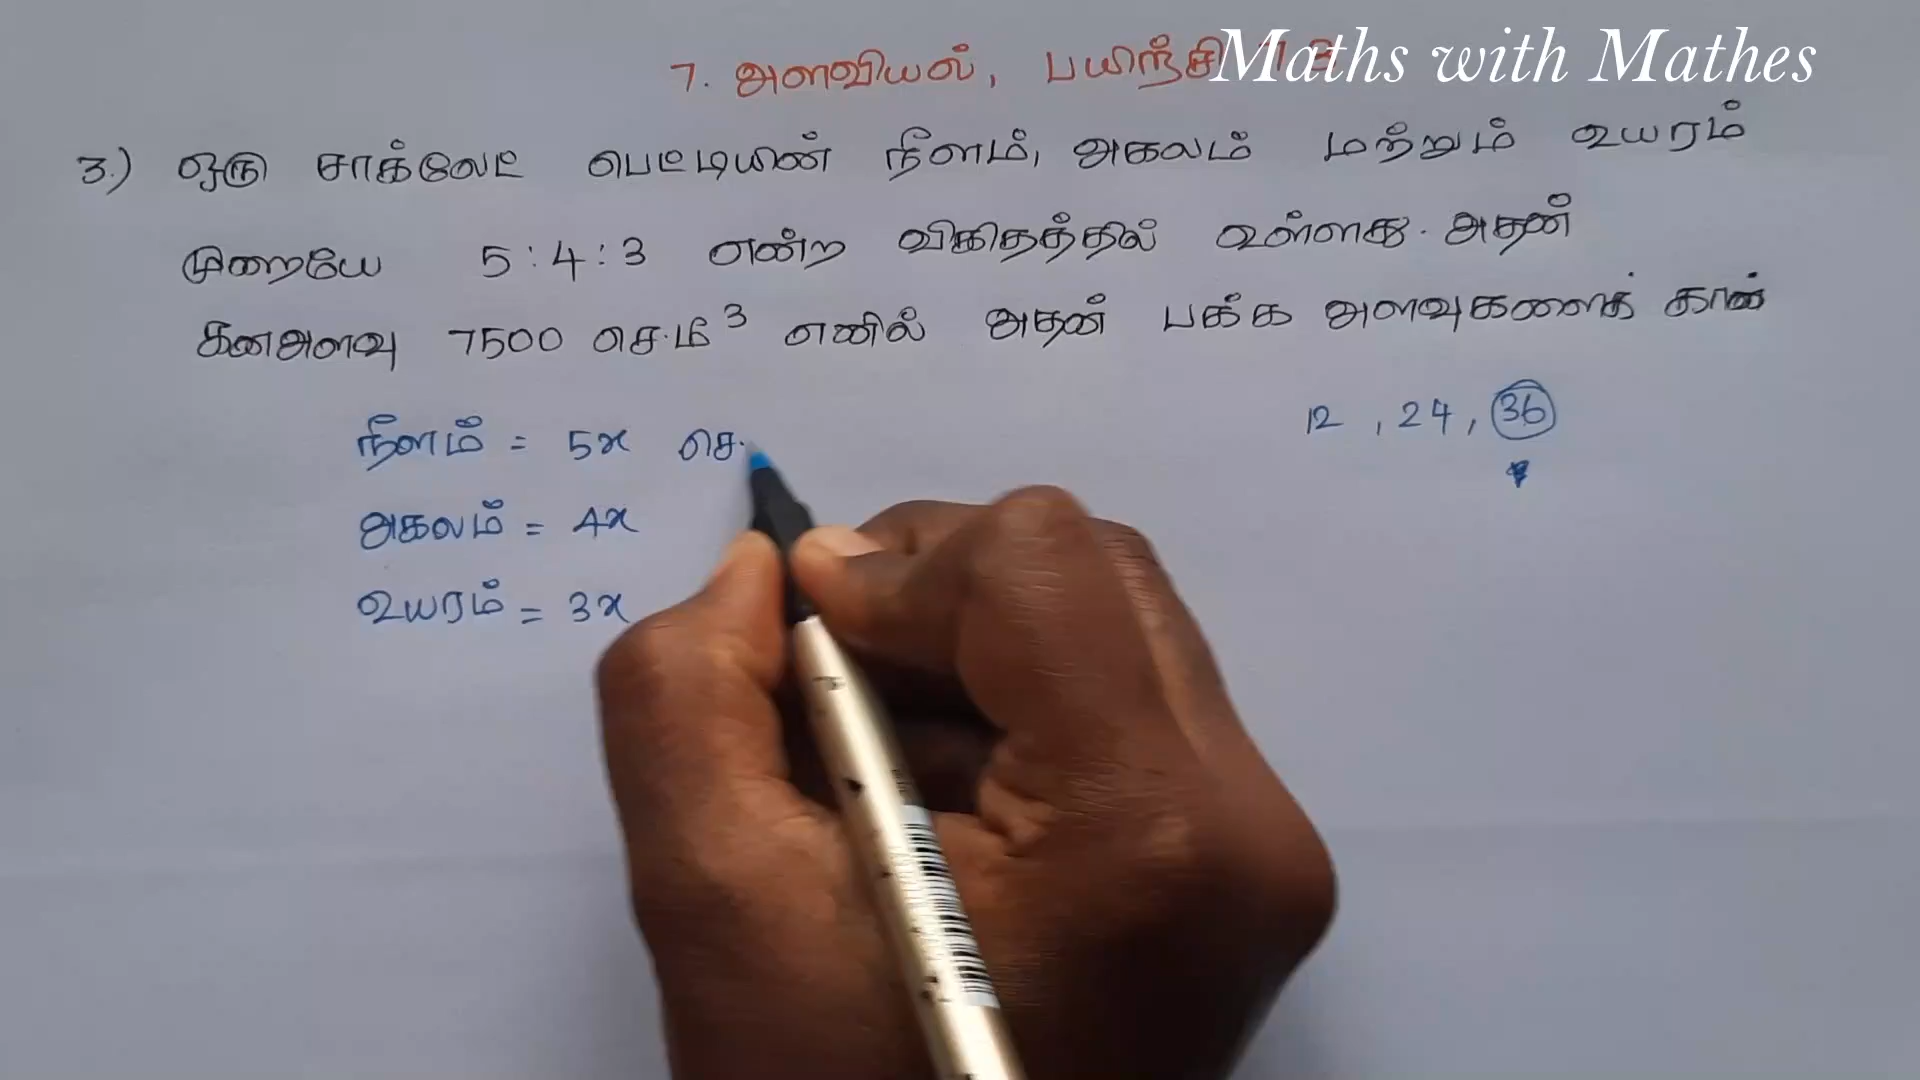 Maths with Mathes
7. அளவியல், பயிற்சி 7.3
3.) ஒரு சாக்லேட் பெட்டியின் நீளம், அகலம் மற்றும் உயரம்
முறையே 5:4:3 என்ற விகிதத்தில் உள்ளது. அதன்
கனஅளவு 7500 செ.மீ³ எனில் அதன் பக்க அளவுகளைக் காண்
12 , 24 , 36
நீளம் = 5x செ.
அகலம் = 4x
உயரம் = 3x